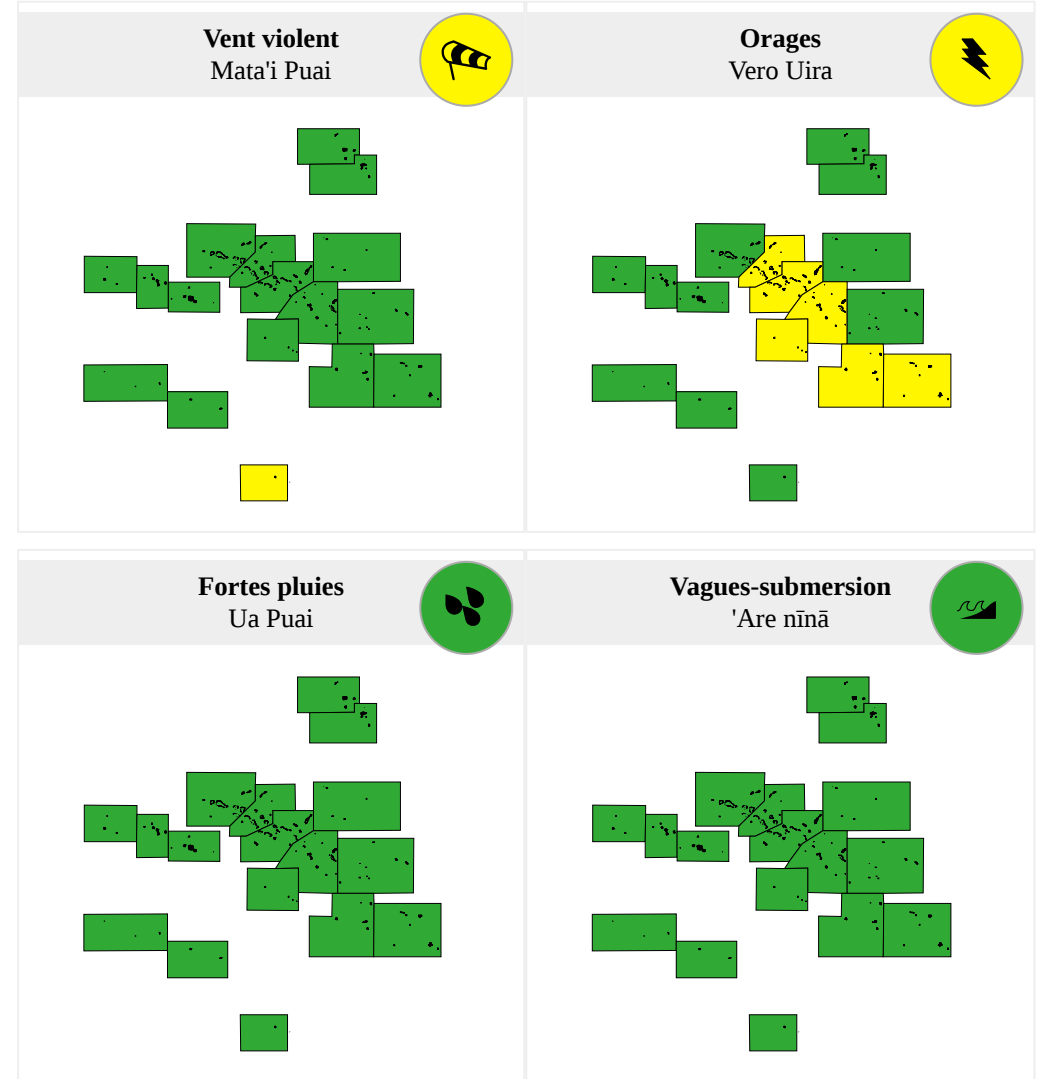 Vent violent
Mata'i Puai
Orages
Vero Uira
Fortes pluies
Ua Puai
Vagues-submersion
'Are nīnā